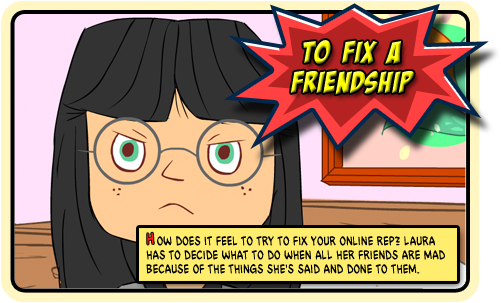 TO FIX A
FRIENDSHIP
HOW DOES IT FEEL TO TRY TO FIX YOUR ONLINE REP? LAURA
HAS TO DECIDE WHAT TO DO WHEN ALL HER FRIENDS ARE MAD
BECAUSE OF THE THINGS SHE'S SAID AND DONE TO THEM.